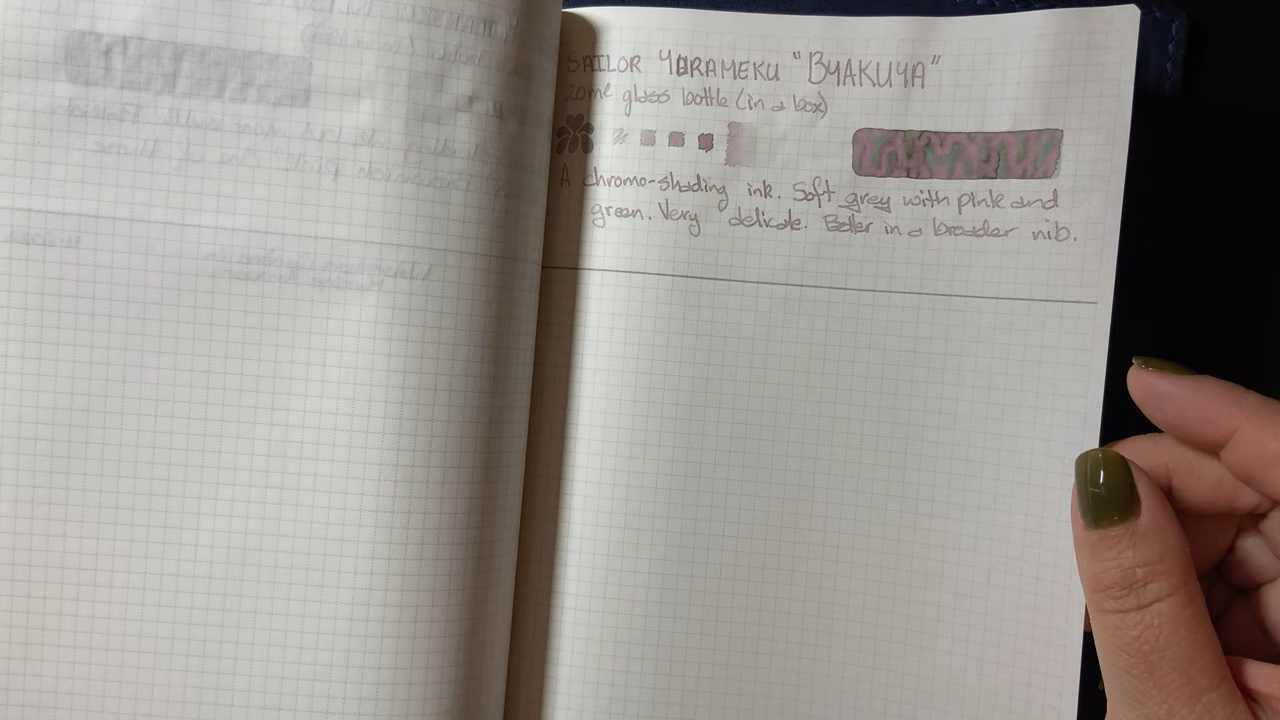 SAILOR YURAMEKU "BYAKUYA"
20ml glass bottle (in a box)
A chromo-shading ink. Soft grey with pink and
green. Very delicate. Better in a broader nib.